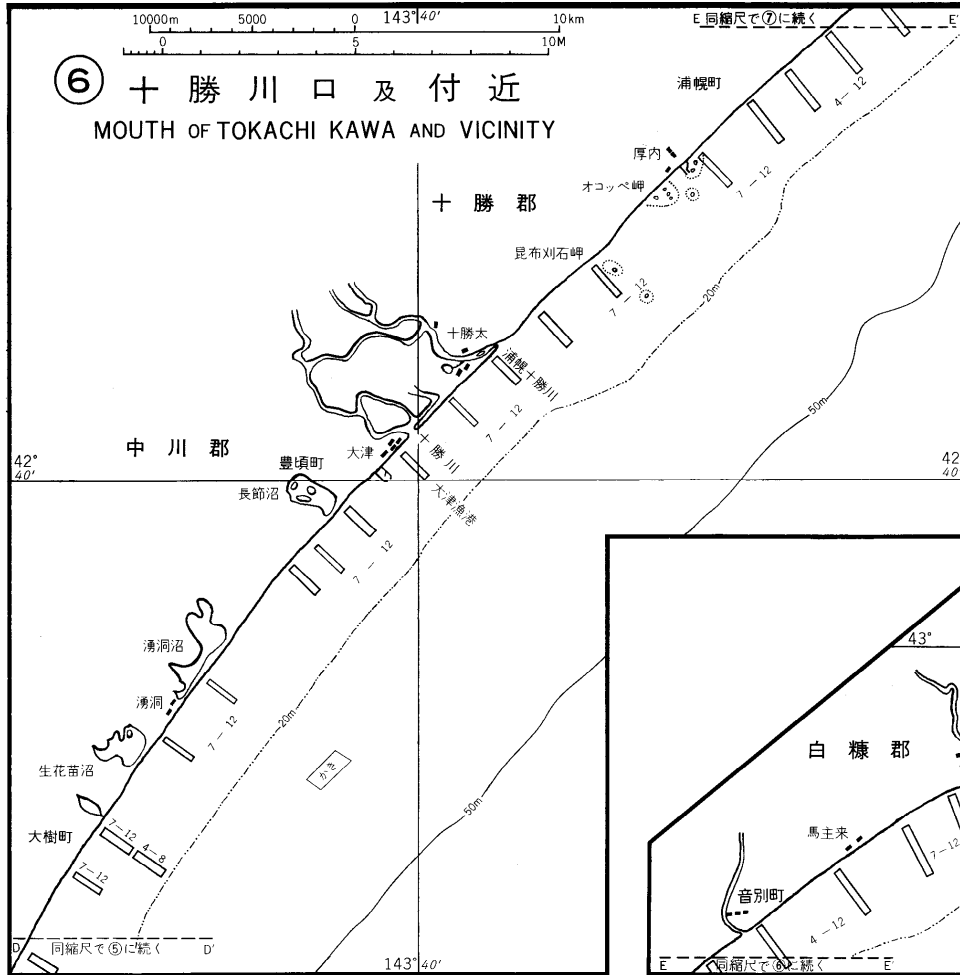 10000m 5000 0 143°40′ 10km
0 5 10M
E 同縮尺で⑦に続く E′
⑥ 十勝川口及付近
MOUTH OF TOKACHI KAWA AND VICINITY
浦幌町
4-12
厚内
オコッペ岬
7-12
十勝郡
昆布刈石岬
7-12
20m
十勝太
浦幌十勝川
50m
7-12
中川郡
大津
十勝川
42°
40′
豊頃町
長節沼
大津漁港
42
40
7-12
湧洞沼
湧洞
7-12
20m
生花苗沼
かき
50m
大樹町
7-12
4-8
7-12
D 同縮尺で⑤に続く D′
143°40′
43°
白糠郡
馬主来
7-12
音別町
4-12
E 同縮尺で⑥に続く E′